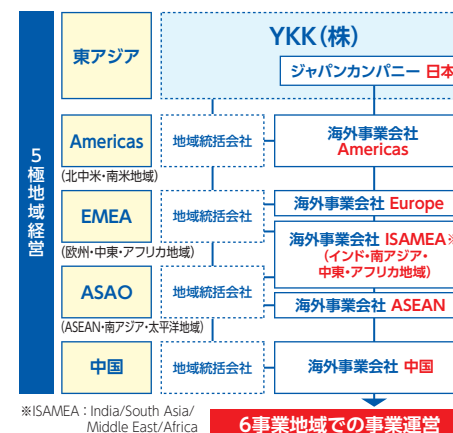 5極地域経営
東アジア
YKK(株)
ジャパンカンパニー 日本
Americas
(北中米・南米地域)
地域統括会社
海外事業会社
Americas
EMEA
(欧州・中東・アフリカ地域)
地域統括会社
海外事業会社 Europe
海外事業会社 ISAMEA※
(インド・南アジア・
中東・アフリカ地域)
ASAO
(ASEAN・南アジア・太平洋地域)
地域統括会社
海外事業会社 ASEAN
中国
地域統括会社
海外事業会社 中国
※ISAMEA：India/South Asia/
Middle East/Africa
6事業地域での事業運営